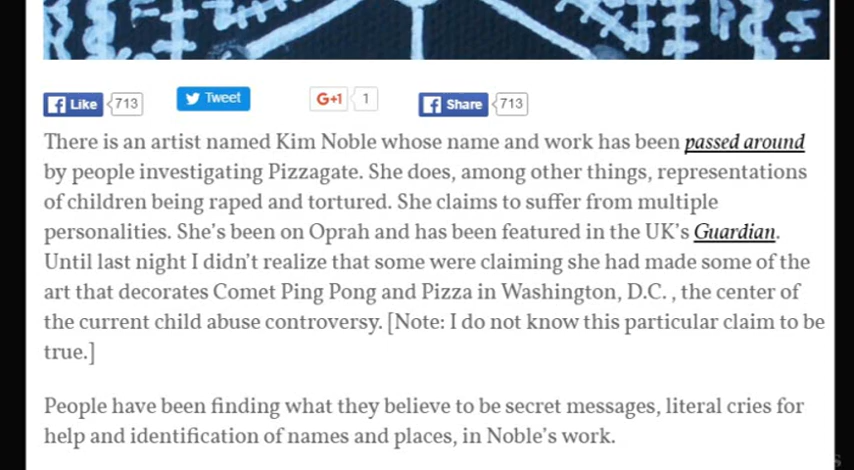 Like 713 Tweet G+1 1 Share 713
There is an artist named Kim Noble whose name and work has been passed around
by people investigating Pizzagate. She does, among other things, representations
of children being raped and tortured. She claims to suffer from multiple
personalities. She's been on Oprah and has been featured in the UK's Guardian.
Until last night I didn't realize that some were claiming she had made some of the
art that decorates Comet Ping Pong and Pizza in Washington, D.C. , the center of
the current child abuse controversy. [Note: I do not know this particular claim to be
true.]
People have been finding what they believe to be secret messages, literal cries for
help and identification of names and places, in Noble's work.